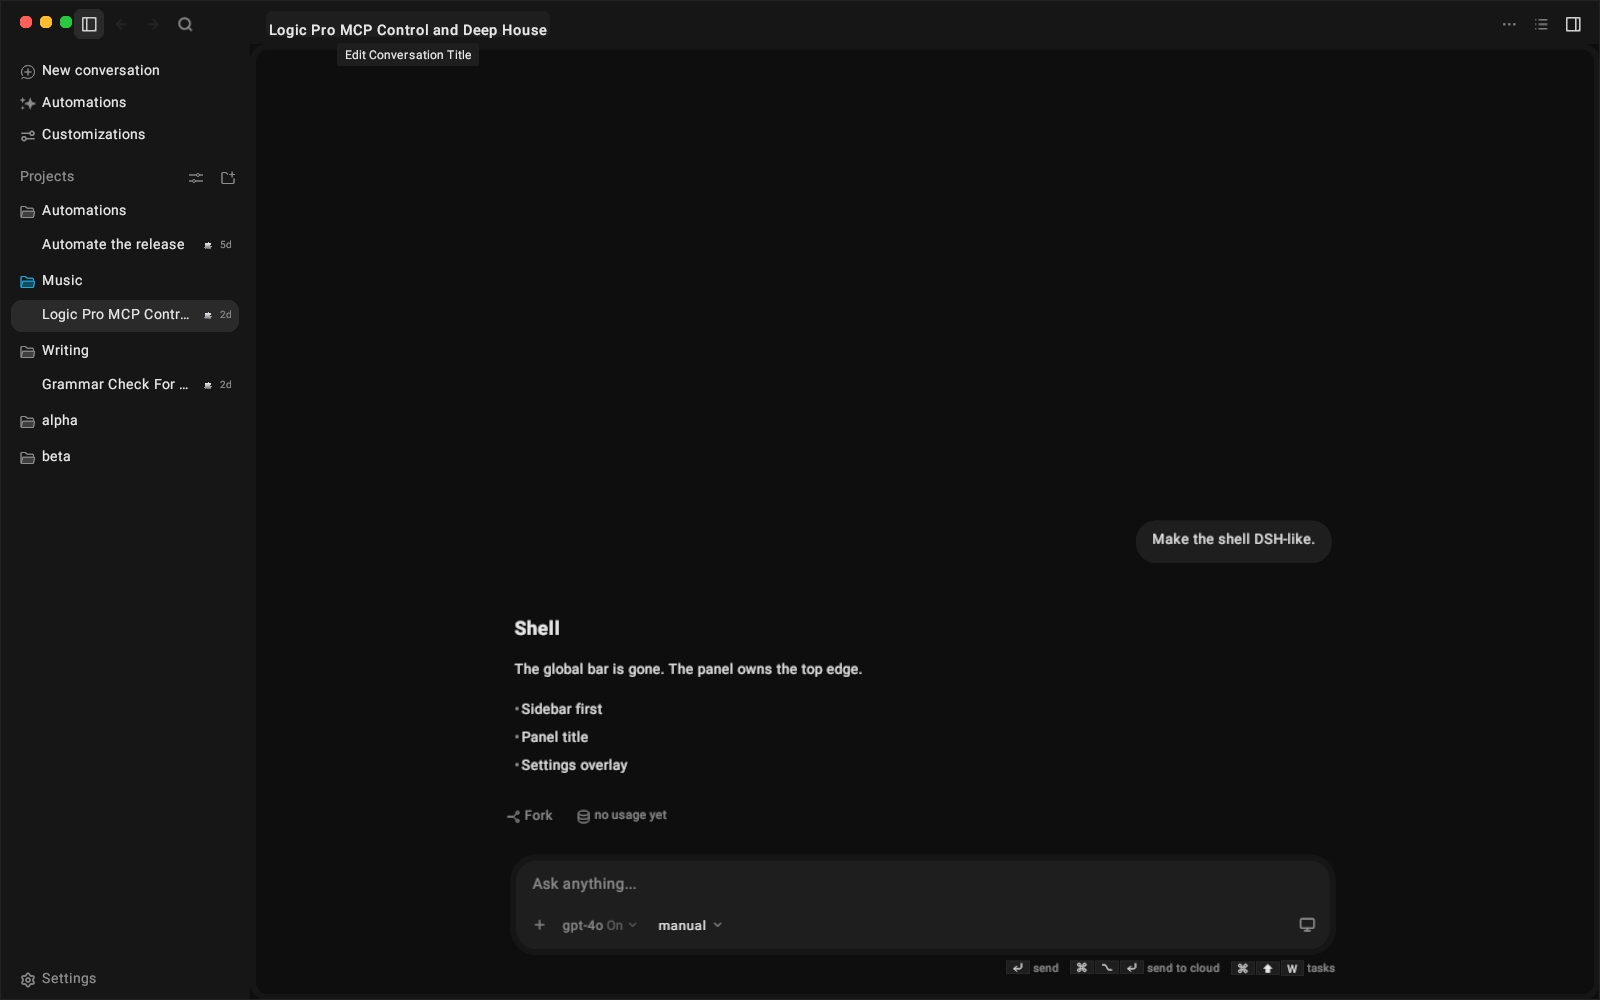 Logic Pro MCP Control and Deep House
Edit Conversation Title
New conversation
Automations
Customizations
Projects
Automations
Automate the release 5d
Music
Logic Pro MCP Contr... 2d
Writing
Grammar Check For ... 2d
alpha
beta
Settings
Make the shell DSH-like.
Shell
The global bar is gone. The panel owns the top edge.
• Sidebar first
• Panel title
• Settings overlay
Fork no usage yet
Ask anything...
+ gpt-4o On manual
↵ send ⌘ ⌥ ↵ send to cloud ⌘ ⬆ W tasks